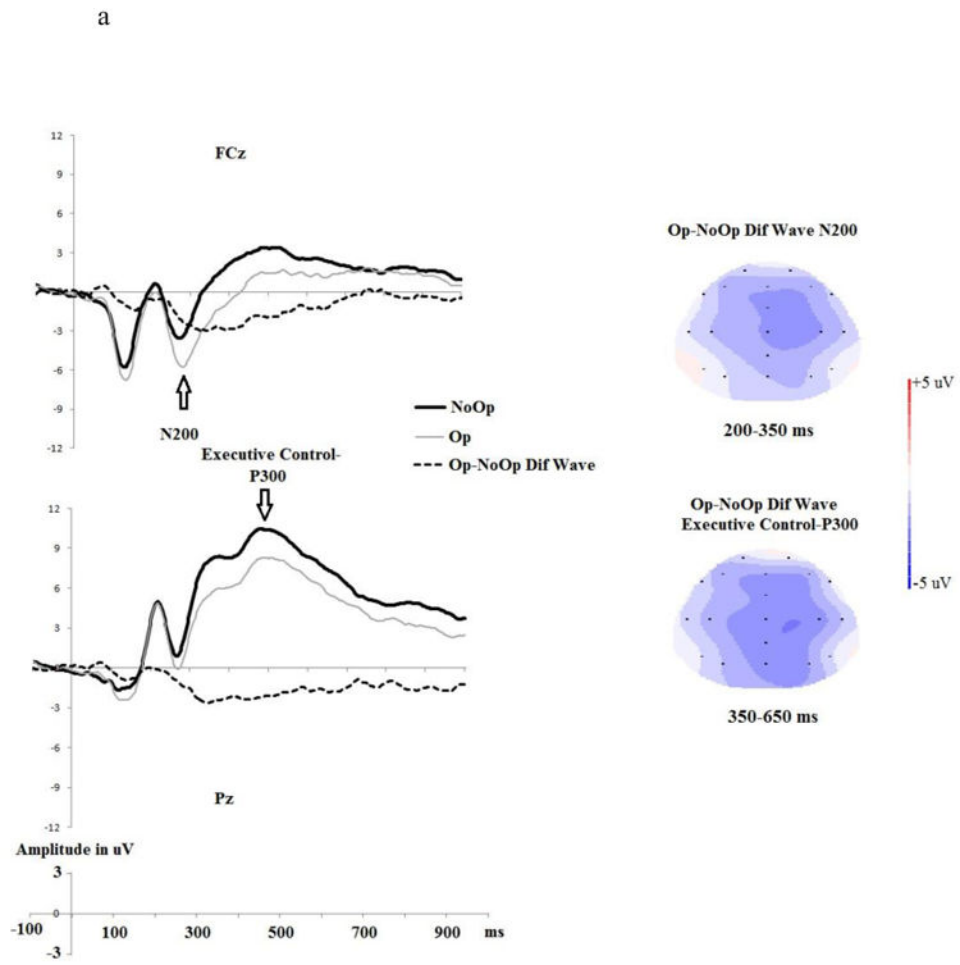 a
12
9
6
3
0
-3
-6
-9
-12
FCz
N200
NoOp
Op
Op-NoOp Dif Wave
Executive Control-
P300
12
9
6
3
0
-3
-6
-9
-12
Pz
Op-NoOp Dif Wave N200
200-350 ms
Op-NoOp Dif Wave
Executive Control-P300
350-650 ms
+5 uV
-5 uV
Amplitude in uV
3
0
-3
-100 100 300 500 700 900 ms